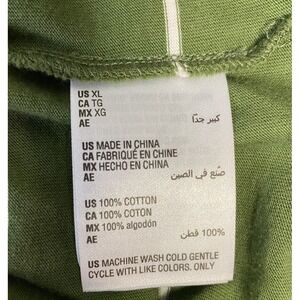 US XL
CA TG
MX XG
AE كبير جدًا
US MADE IN CHINA
CA FABRIQUÉ EN CHINE
MX HECHO EN CHINA
AE صنع في الصين
US 100% COTTON
CA 100% COTON
MX 100% algodón
AE 100% قطن
US MACHINE WASH COLD GENTLE
CYCLE WITH LIKE COLORS. ONLY